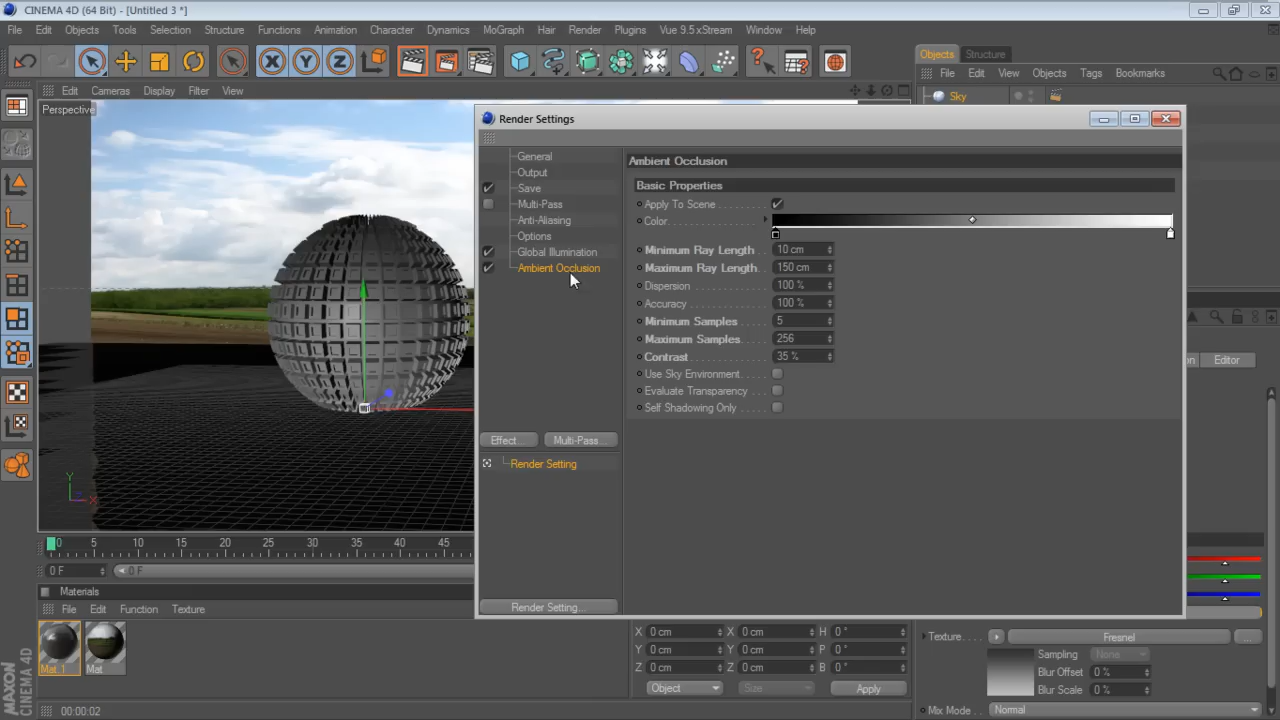 CINEMA 4D (64 Bit) - [Untitled 3 *]
File Edit Objects Tools Selection Structure Functions Animation Character Dynamics MoGraph Hair Render Plugins Vue 9.5 xStream Window Help
X Y Z
Objects Structure
File Edit View Objects Tags Bookmarks
Sky
Edit Cameras Display Filter View
Perspective
Y
Z X
Render Settings
General
Output
Save
Multi-Pass
Anti-Aliasing
Options
Global Illumination
Ambient Occlusion
Effect... Multi-Pass...
Render Setting
Render Setting...
Ambient Occlusion
Basic Properties
Apply To Scene
Color
Minimum Ray Length 10 cm
Maximum Ray Length 150 cm
Dispersion 100 %
Accuracy 100 %
Minimum Samples 5
Maximum Samples 256
Contrast 35 %
Use Sky Environment
Evaluate Transparency
Self Shadowing Only
Editor
0 5 10 15 20 25 30 35 40 45
0 F 0 F
Materials
File Edit Function Texture
Mat.1 Mat
MAXON
CINEMA 4D
X 0 cm X 0 cm H 0 °
Y 0 cm Y 0 cm P 0 °
Z 0 cm Z 0 cm B 0 °
Object Size Apply
Texture Fresnel ...
Sampling None
Blur Offset 0 %
Blur Scale 0 %
Mix Mode Normal
00:00:02